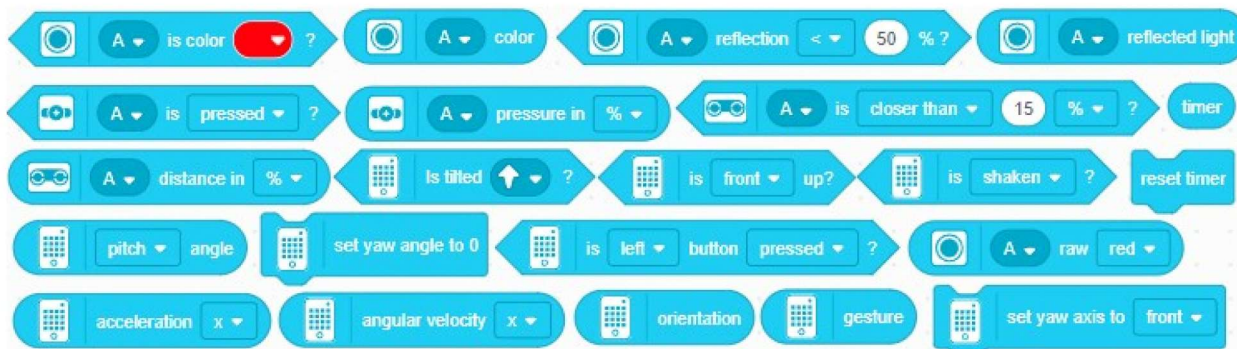 A is color ? A color A reflection < 50 % ? A reflected light
A is pressed ? A pressure in % A is closer than 15 % ? timer
A distance in % Is tilted ? is front up? is shaken ? reset timer
pitch angle set yaw angle to 0 is left button pressed ? A raw red
acceleration x angular velocity x orientation gesture set yaw axis to front